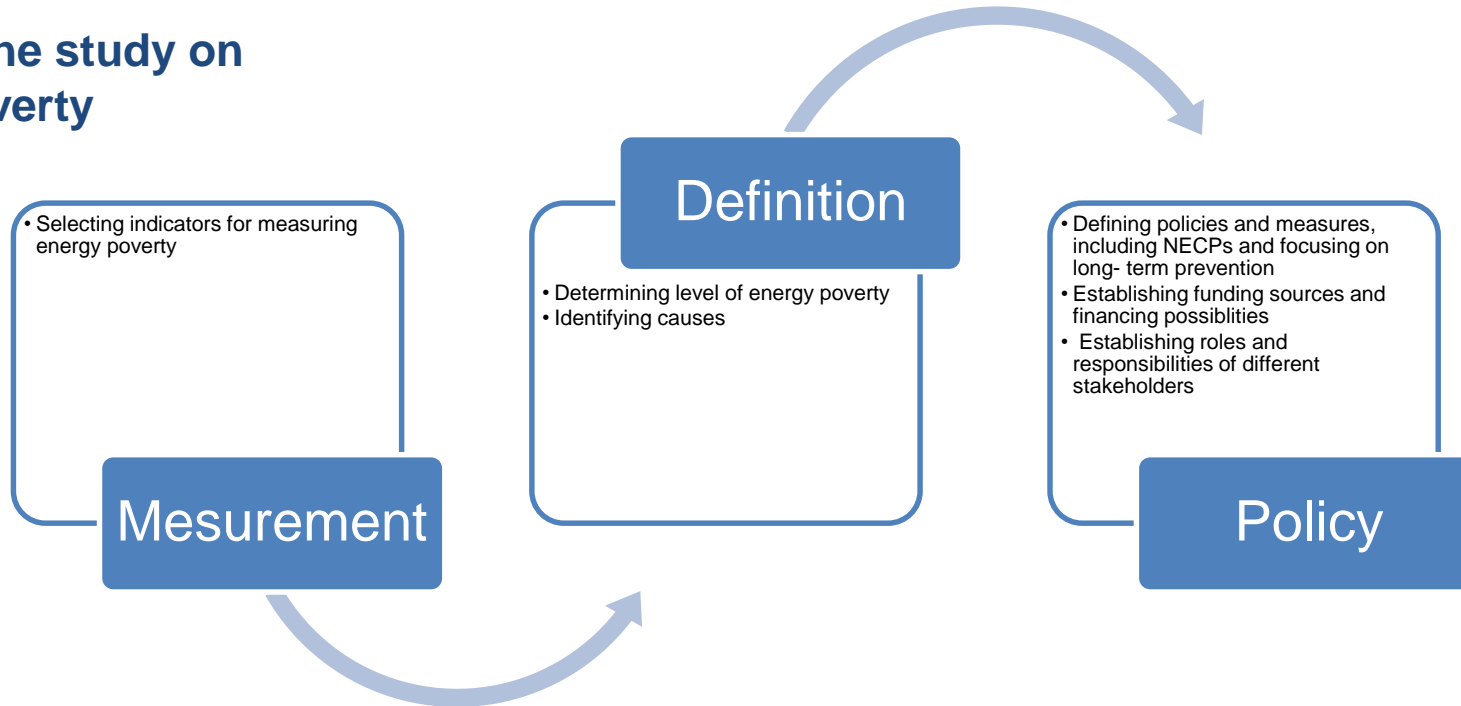 he study on
verty
• Selecting indicators for measuring
energy poverty
Mesurement
Definition
• Determining level of energy poverty
• Identifying causes
• Defining policies and measures,
including NECPs and focusing on
long- term prevention
• Establishing funding sources and
financing possiblities
• Establishing roles and
responsibilities of different
stakeholders
Policy